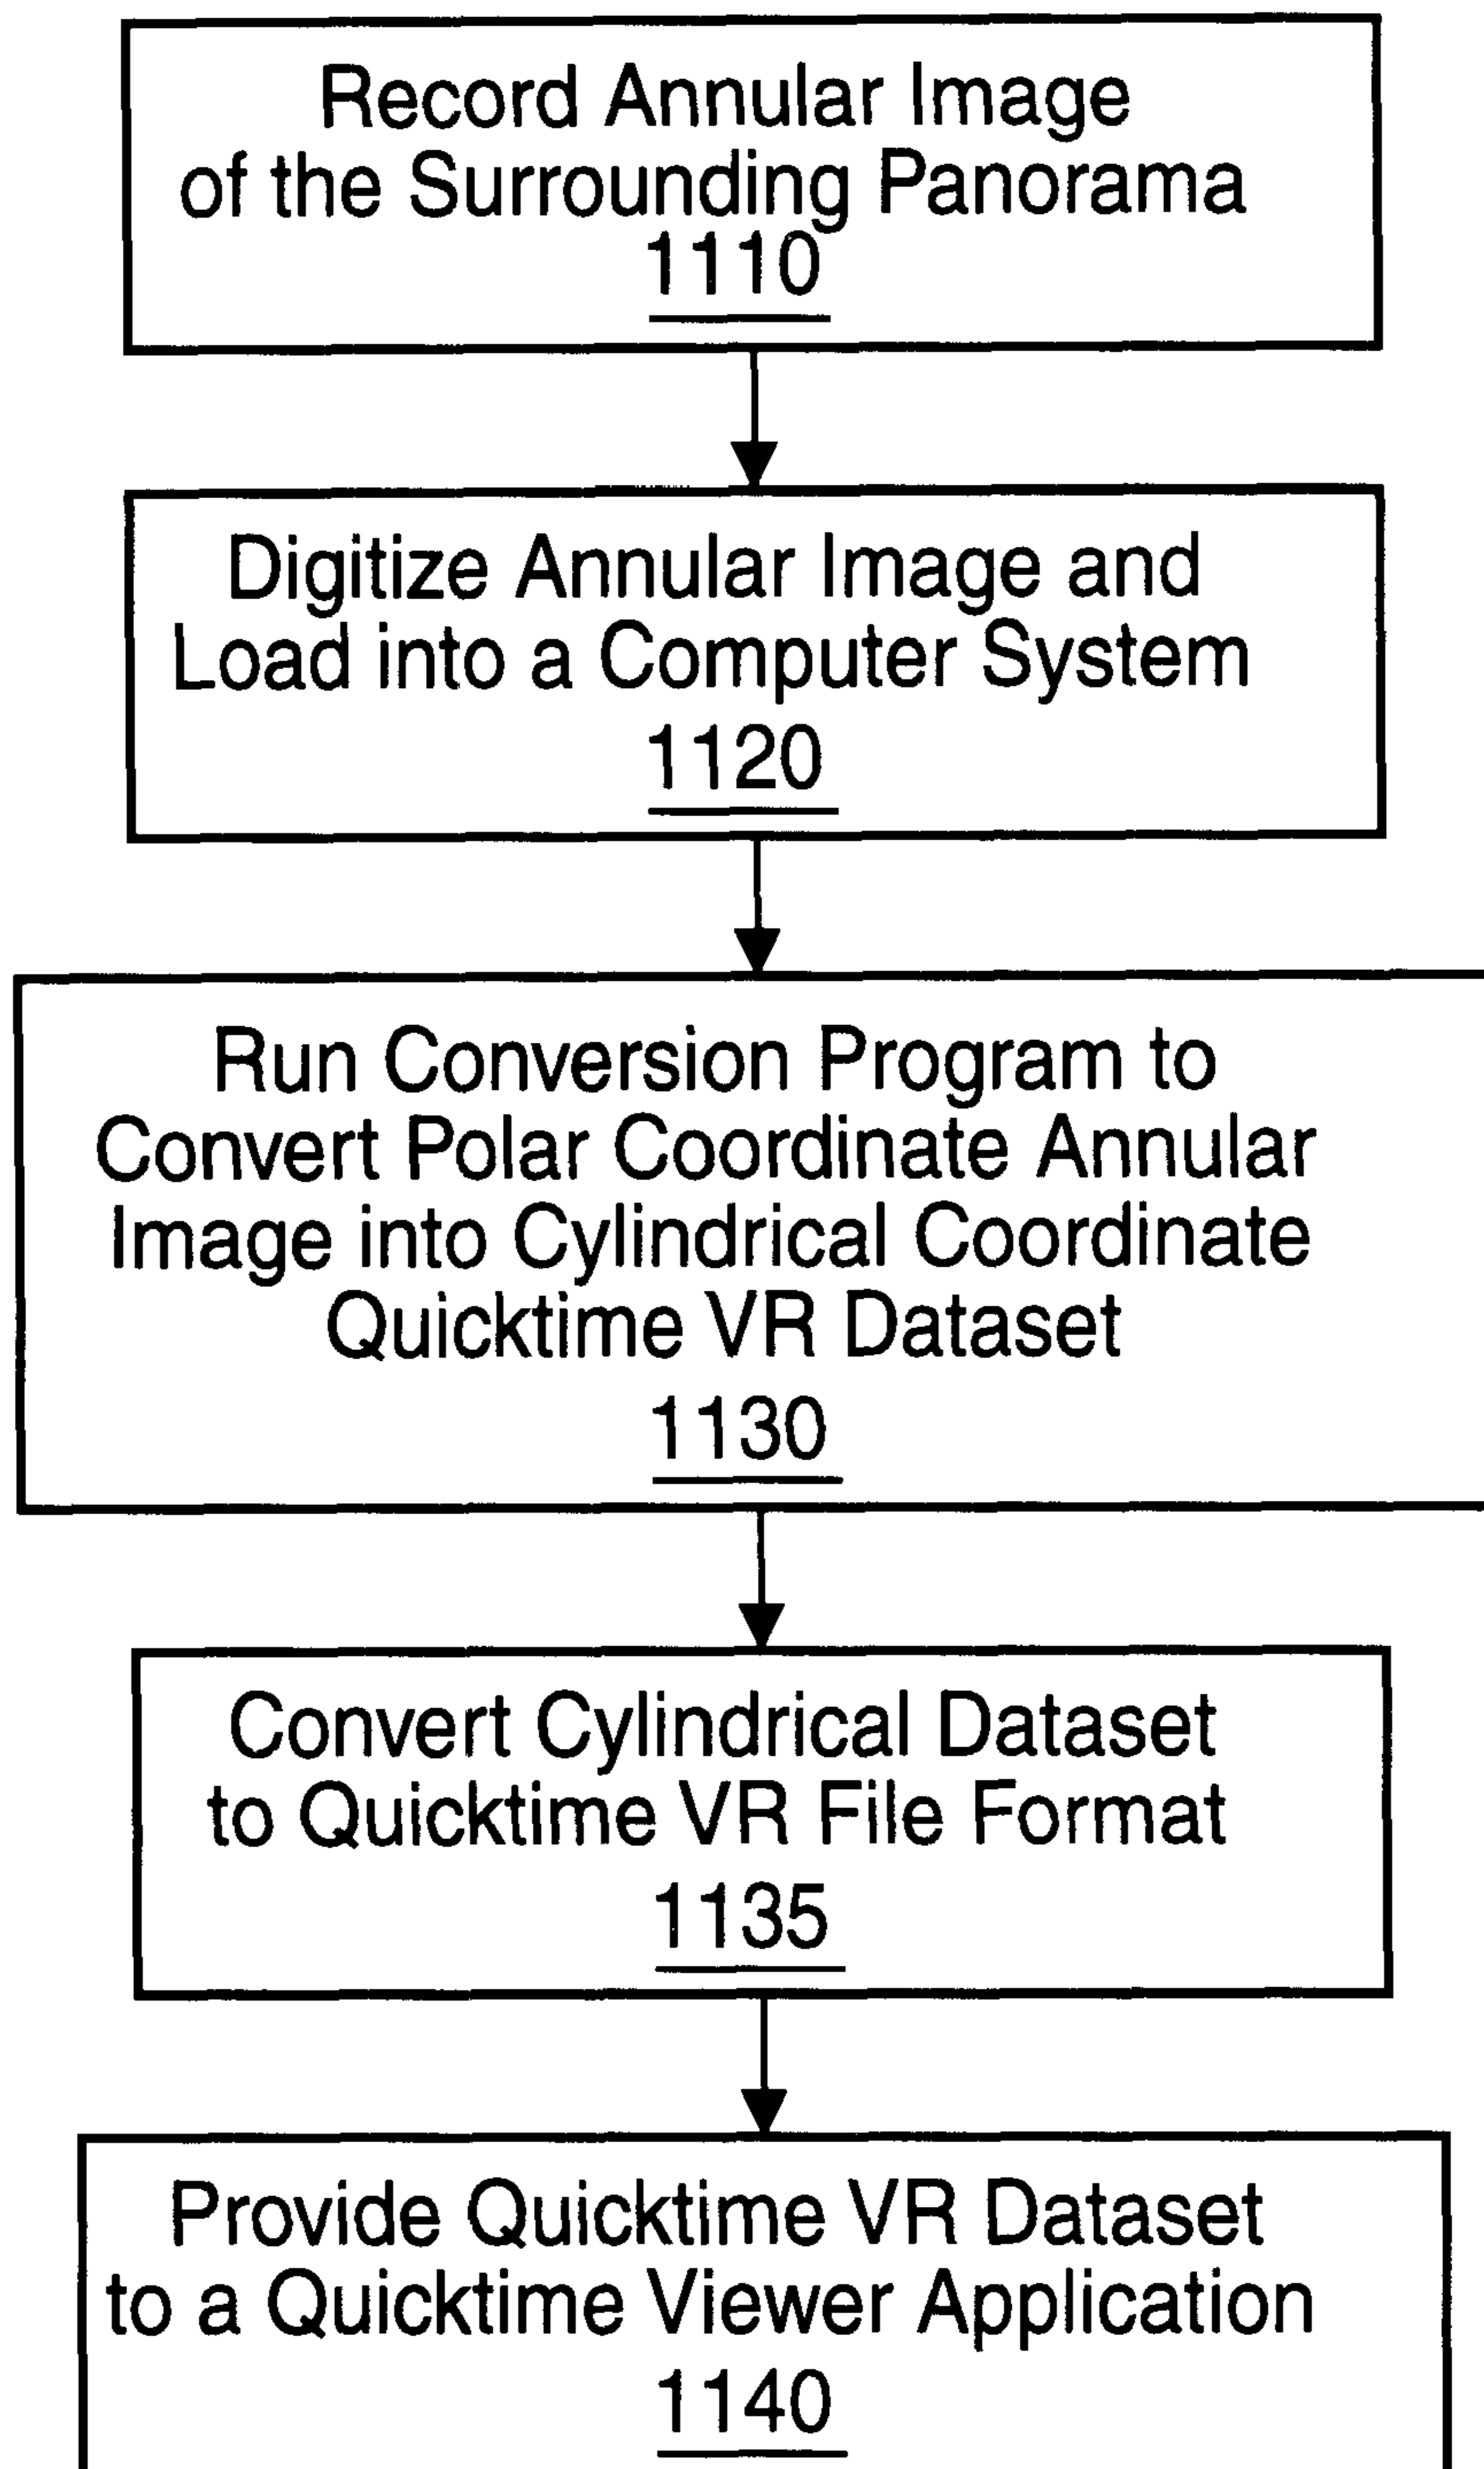 Record Annular Image
of the Surrounding Panorama
1110
Digitize Annular Image and
Load into a Computer System
1120
Run Conversion Program to
Convert Polar Coordinate Annular
Image into Cylindrical Coordinate
Quicktime VR Dataset
1130
Convert Cylindrical Dataset
to Quicktime VR File Format
1135
Provide Quicktime VR Dataset
to a Quicktime Viewer Application
1140